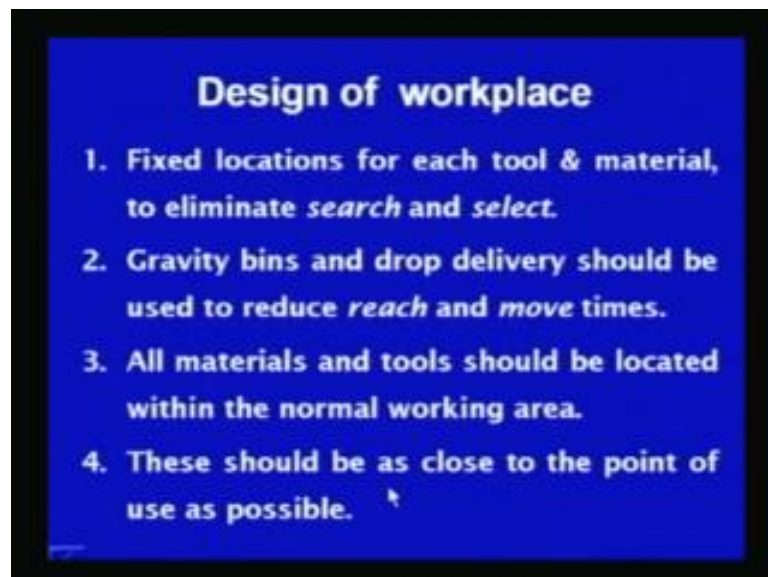 Design of workplace
1. Fixed locations for each tool & material,
to eliminate search and select.
2. Gravity bins and drop delivery should be
used to reduce reach and move times.
3. All materials and tools should be located
within the normal working area.
4. These should be as close to the point of
use as possible.